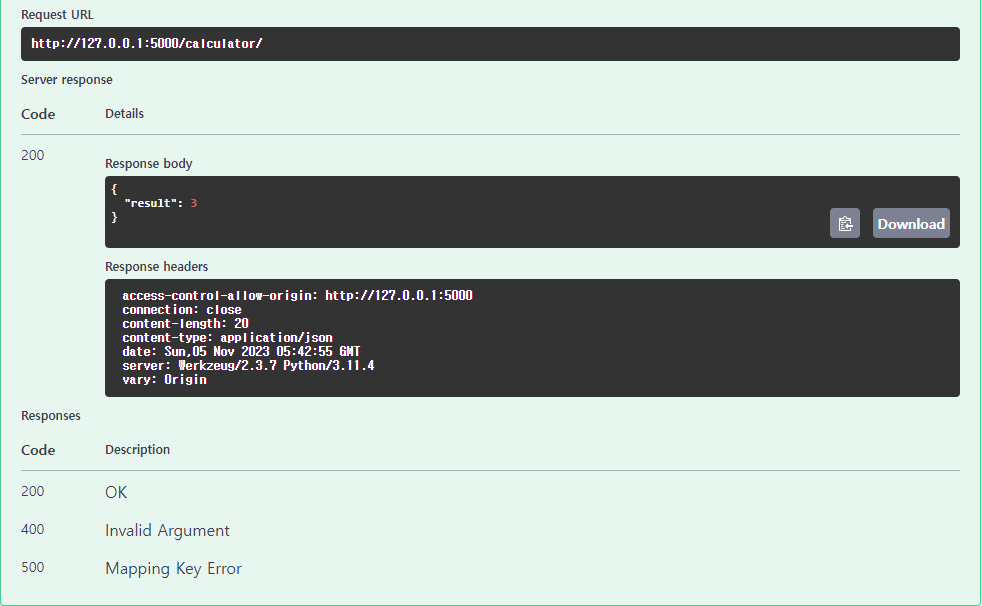 Request URL
http://127.0.0.1:5000/calculator/
Server response
Code Details
200
Response body
{
"result": 3
}
Download
Response headers
access-control-allow-origin: http://127.0.0.1:5000
connection: close
content-length: 20
content-type: application/json
date: Sun,05 Nov 2023 05:42:55 GMT
server: Werkzeug/2.3.7 Python/3.11.4
vary: Origin
Responses
Code Description
200 OK
400 Invalid Argument
500 Mapping Key Error